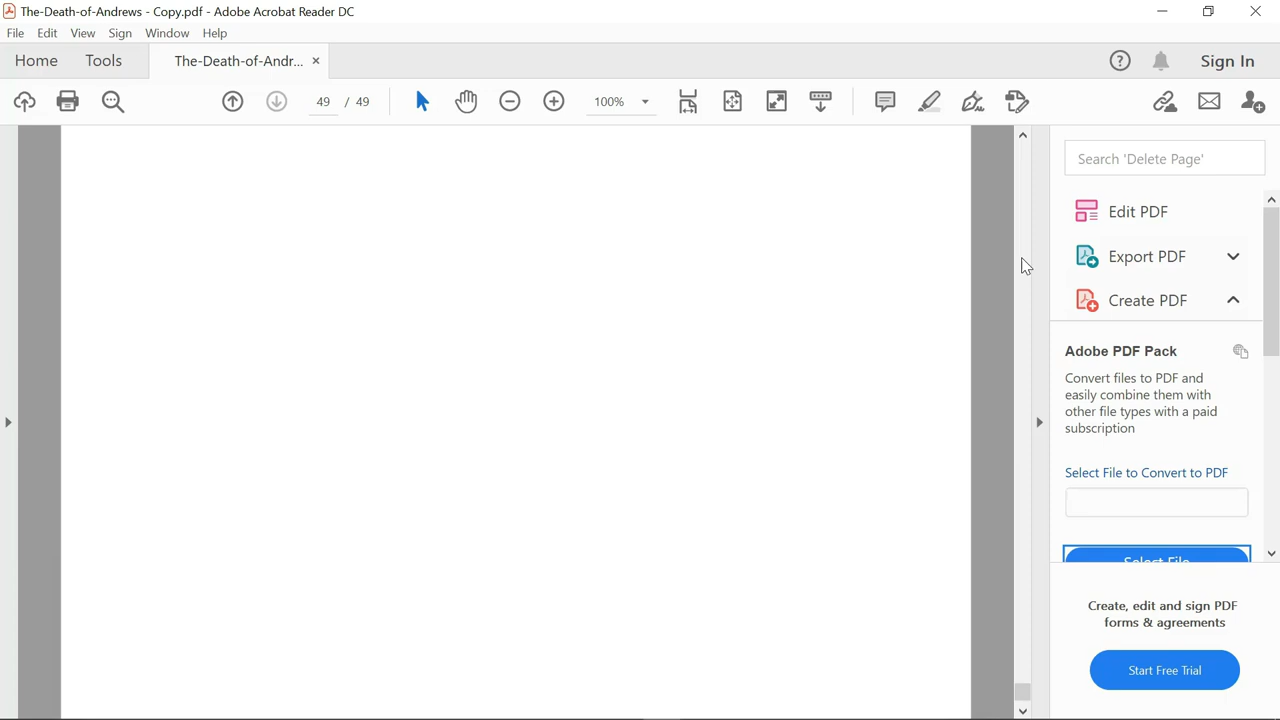 The-Death-of-Andrews - Copy.pdf - Adobe Acrobat Reader DC
File Edit View Sign Window Help
Home Tools The-Death-of-Andr... Sign In
49 / 49 100%
Search 'Delete Page'
Edit PDF
Export PDF
Create PDF
Adobe PDF Pack
Convert files to PDF and
easily combine them with
other file types with a paid
subscription
Select File to Convert to PDF
Select File
Create, edit and sign PDF
forms & agreements
Start Free Trial